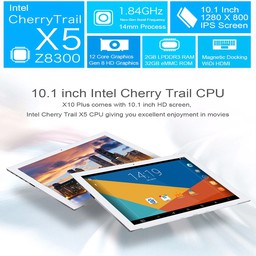 Intel
CherryTrail
X5
Z8300
1.84GHz
14mm Process
10.1 Inch
1280 X 800
IPS Screen
12 Core Graphics
Gen 8 HD Graphics
2GB LPDDR3 RAM
32GB eMMC ROM
Magnetic Docking
WiDi HDMI
10.1 inch Intel Cherry Trail CPU
X10 Plus comes with 10.1 inch HD screen,
Intel Cherry Trail X5 CPU giving you excellent enjoyment in movies
14:19